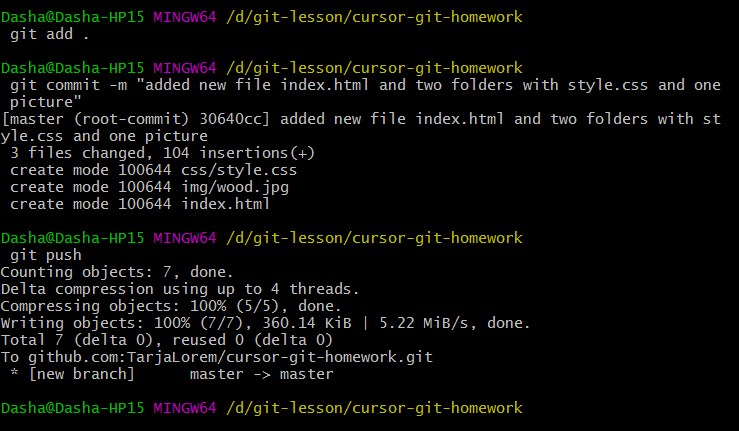 Dasha@Dasha-HP15 MINGW64 /d/git-lesson/cursor-git-homework
git add .
Dasha@Dasha-HP15 MINGW64 /d/git-lesson/cursor-git-homework
git commit -m "added new file index.html and two folders with style.css and one
picture"
[master (root-commit) 30640cc] added new file index.html and two folders with st
yle.css and one picture
3 files changed, 104 insertions(+)
create mode 100644 css/style.css
create mode 100644 img/wood.jpg
create mode 100644 index.html
Dasha@Dasha-HP15 MINGW64 /d/git-lesson/cursor-git-homework
git push
Counting objects: 7, done.
Delta compression using up to 4 threads.
Compressing objects: 100% (5/5), done.
Writing objects: 100% (7/7), 360.14 KiB | 5.22 MiB/s, done.
Total 7 (delta 0), reused 0 (delta 0)
To github.com:TarjaLorem/cursor-git-homework.git
* [new branch]      master -> master
Dasha@Dasha-HP15 MINGW64 /d/git-lesson/cursor-git-homework